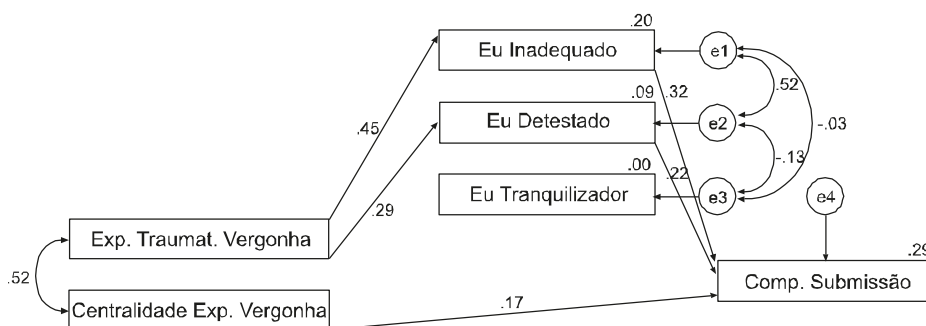 .20
Eu Inadequado
e1
.09
.32
.52
Eu Detestado
e2
-.03
.45
.00
.22
-.13
Eu Tranquilizador
e3
e4
.29
Exp. Traumat. Vergonha
.29
.52
Comp. Submissão
.17
Centralidade Exp. Vergonha